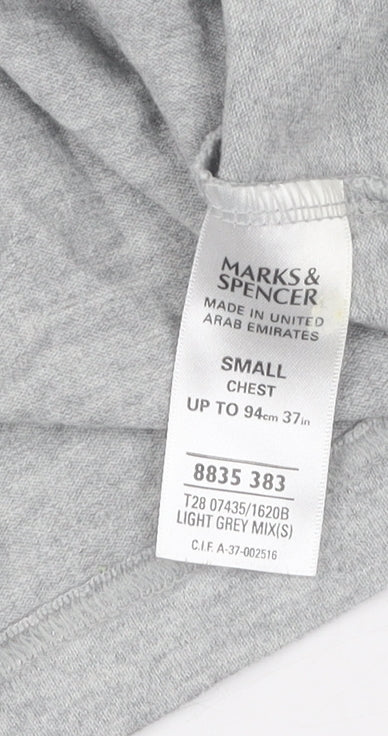 MARKS &
SPENCER
MADE IN UNITED
ARAB EMIRATES
SMALL
CHEST
UP TO 94cm 37in
8835 383
T28 07435/1620B
LIGHT GREY MIX(S)
C.I.F. A-37-002516